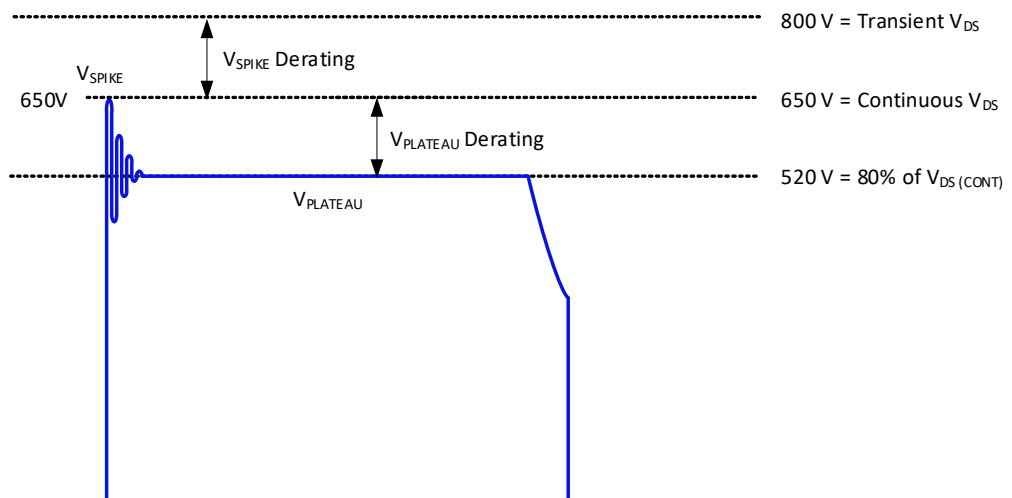 800 V = Transient VDS
VSPIKE Derating
VSPIKE
650V
650 V = Continuous VDS
VPLATEAU Derating
520 V = 80% of VDS (CONT)
VPLATEAU